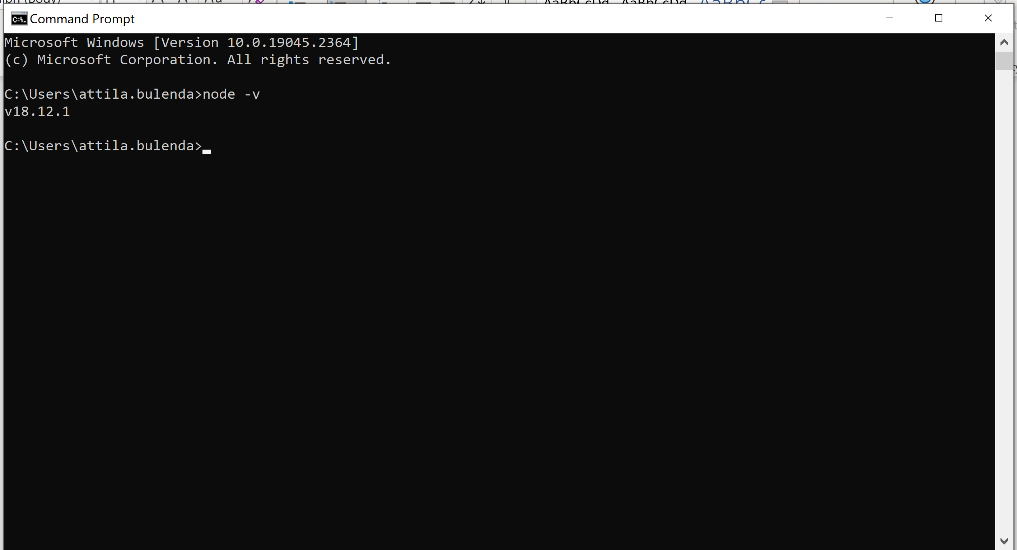 Command Prompt
Microsoft Windows [Version 10.0.19045.2364]
(c) Microsoft Corporation. All rights reserved.
C:\Users\attila.bulenda>node -v
v18.12.1
C:\Users\attila.bulenda>